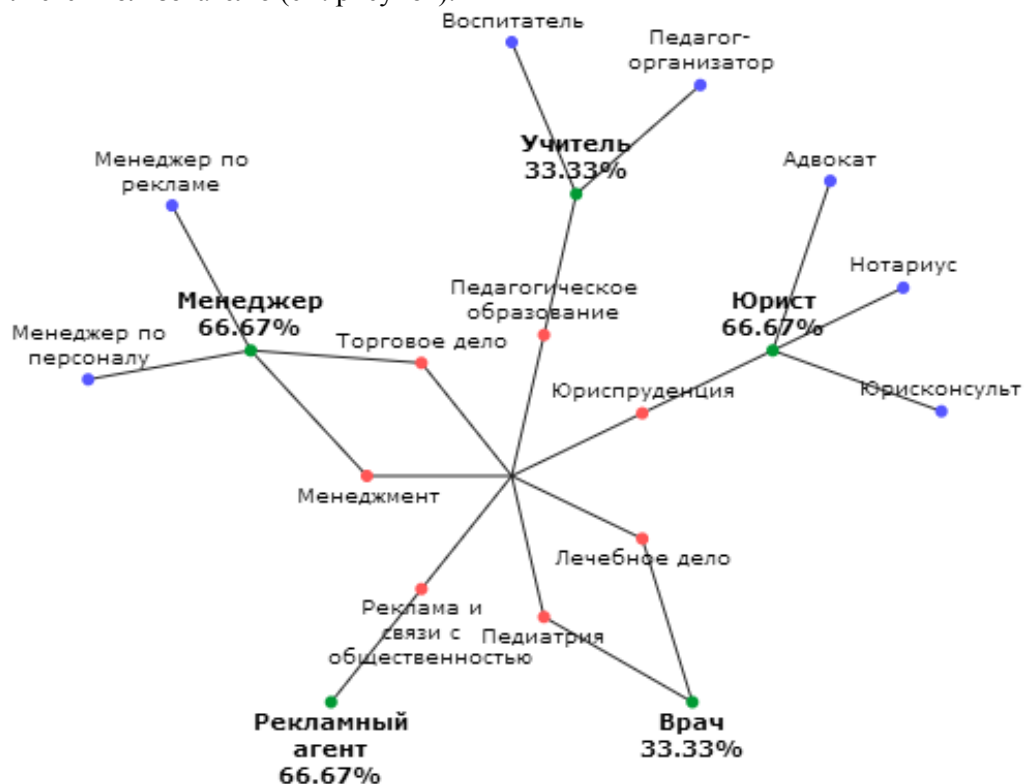 Воспитатель
Педагог-
организатор
Учитель
33.33%
Адвокат
Менеджер по
рекламе
Нотариус
Педагогическое
образование
Менеджер
66.67%
Юрист
66.67%
Менеджер по
персоналу
Торговое дело
Юриспруденция
Юрисконсульт
Менеджмент
Лечебное дело
Реклама и
связи с
общественностью
Педиатрия
Рекламный
агент
66.67%
Врач
33.33%